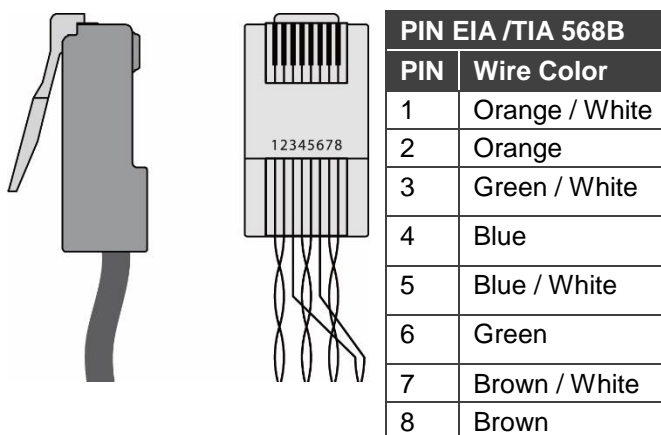 12345678
PIN EIA /TIA 568B
PIN Wire Color
1 Orange / White
2 Orange
3 Green / White
4 Blue
5 Blue / White
6 Green
7 Brown / White
8 Brown